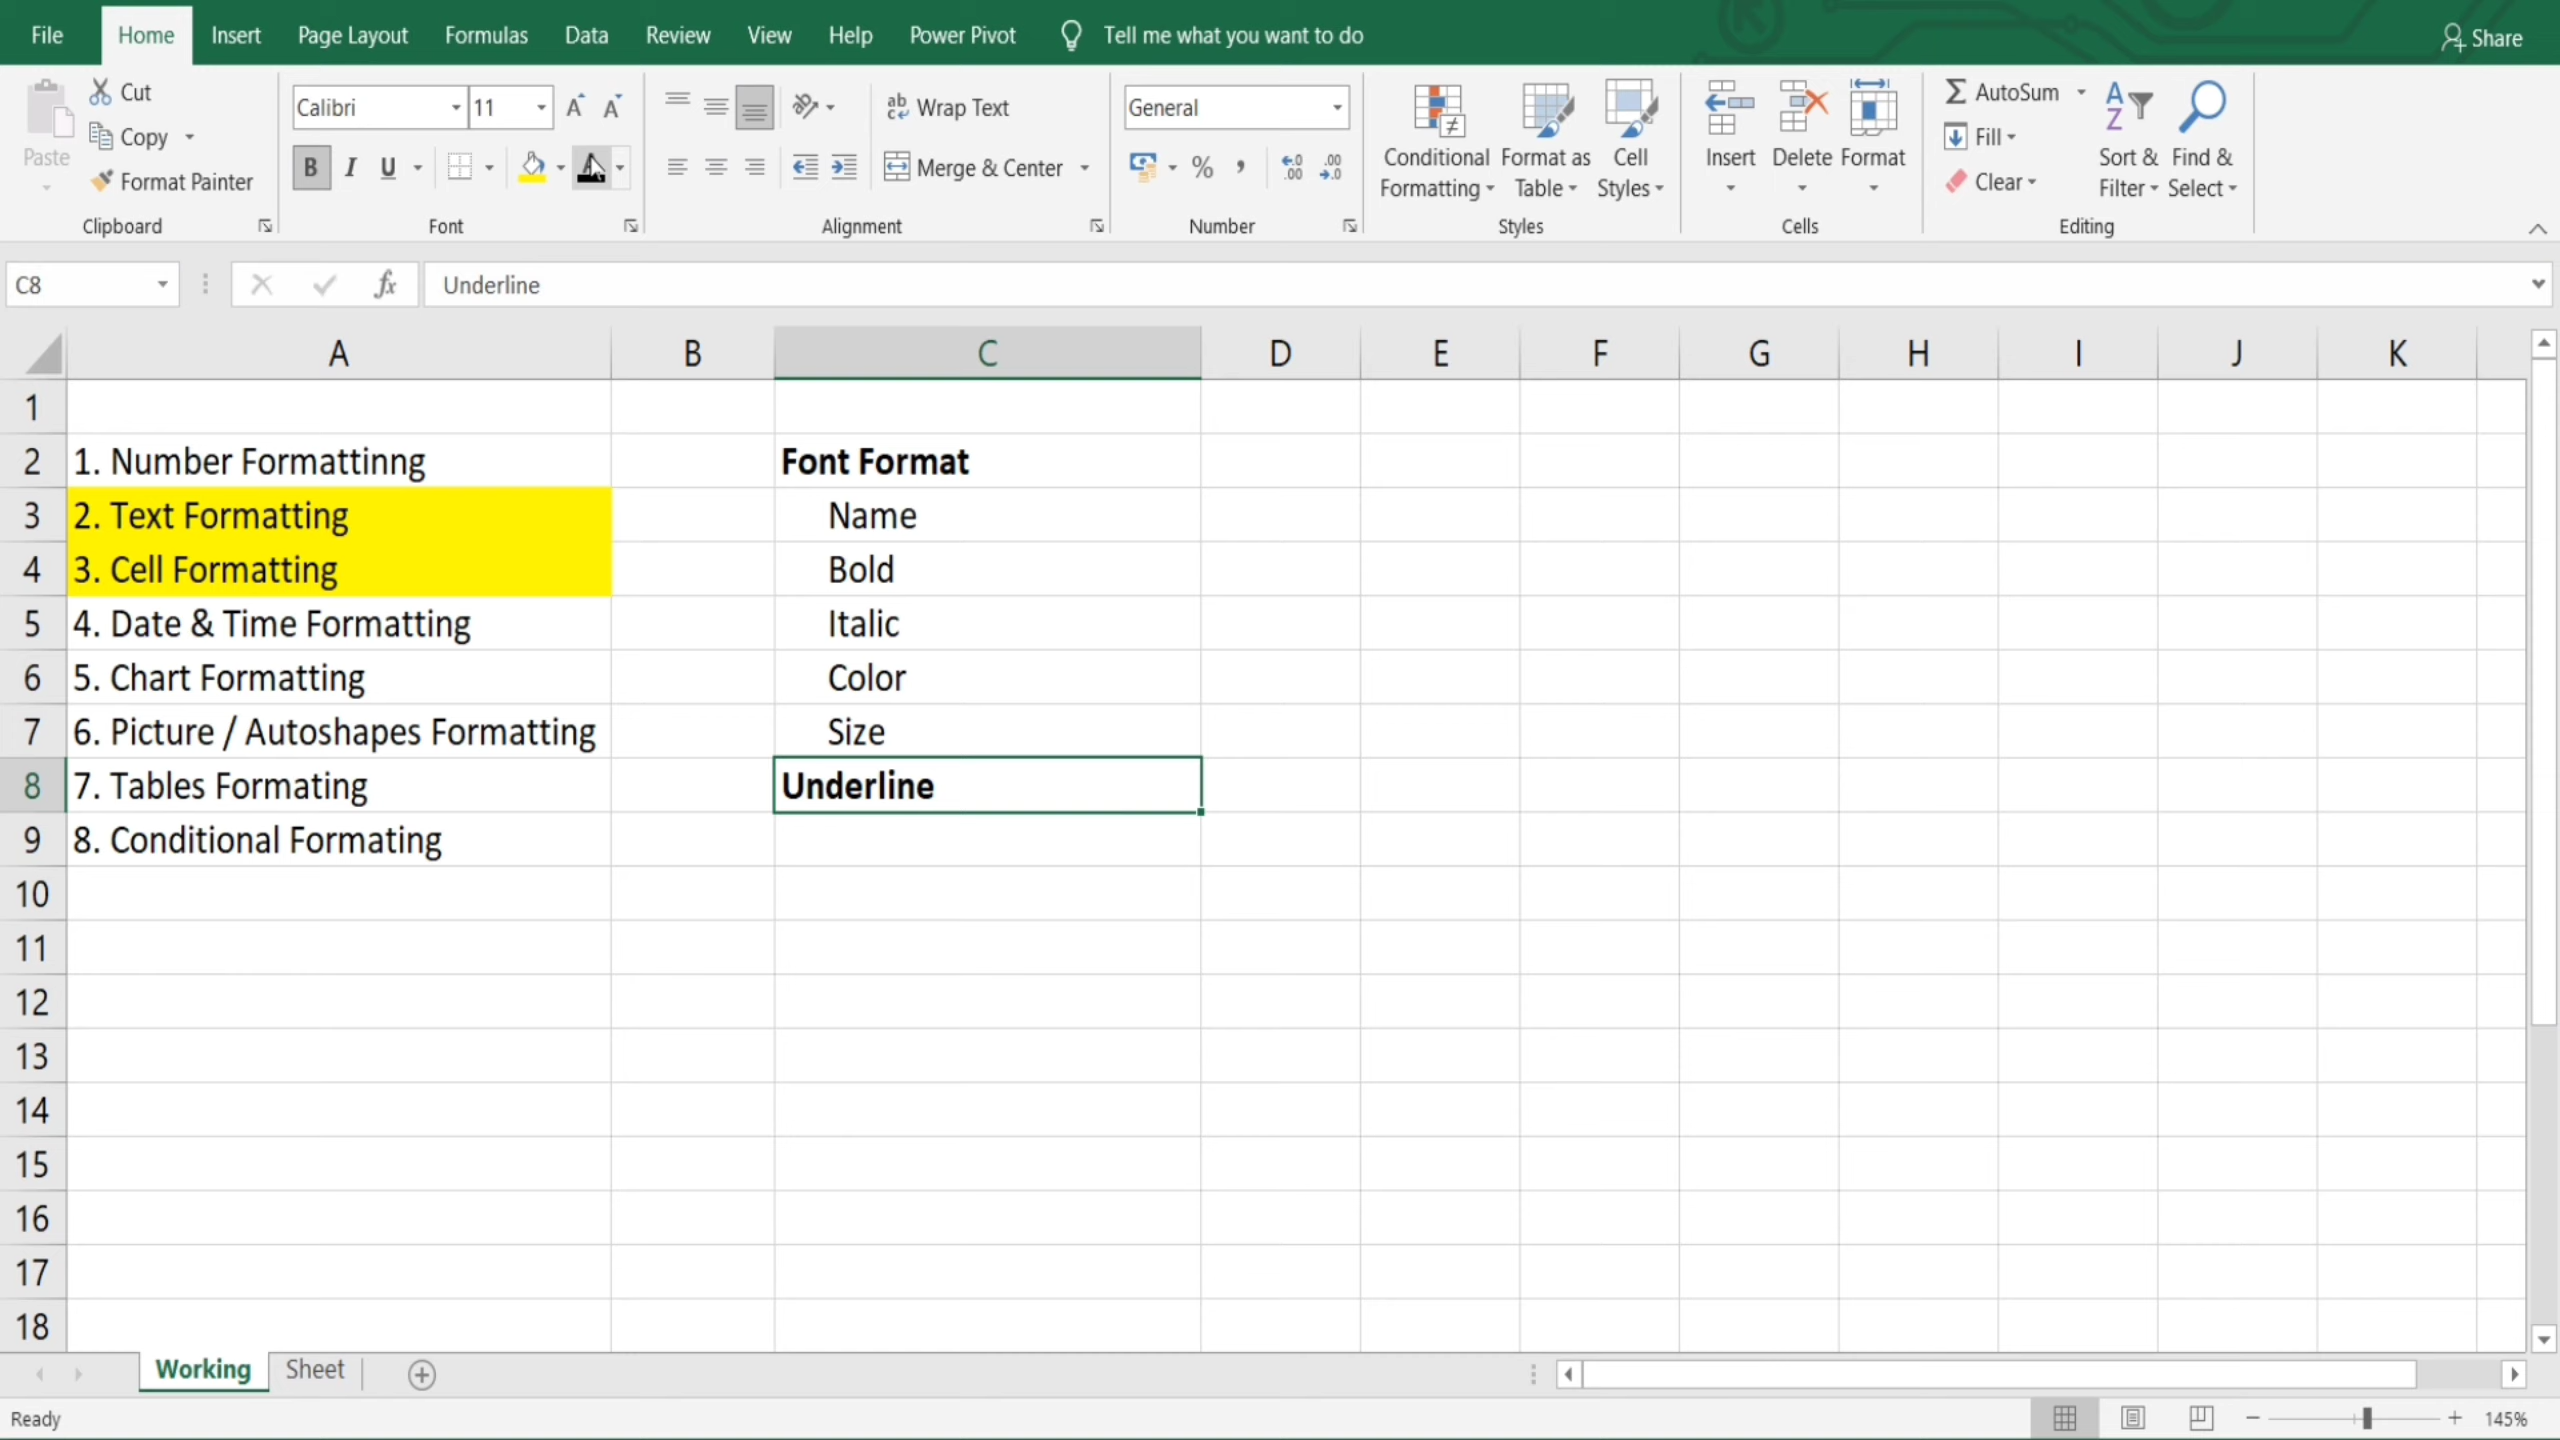 File Home Insert Page Layout Formulas Data Review View Help Power Pivot Tell me what you want to do Share
Cut
Copy
Format Painter
Paste
Clipboard
Calibri 11 A A
B I U A
Font
ab c Wrap Text
Merge & Center
Alignment
General
% , .0 .00 .00 .0
Number
Conditional Formatting
Format as Table
Cell Styles
Styles
Insert Delete Format
Cells
Σ AutoSum
Fill
Clear
A Z
Sort & Filter
Find & Select
Editing
C8 fx Underline
A B C D E F G H I J K
1
2 1. Number Formattinng Font Format
3 2. Text Formatting Name
4 3. Cell Formatting Bold
5 4. Date & Time Formatting Italic
6 5. Chart Formatting Color
7 6. Picture / Autoshapes Formatting Size
8 7. Tables Formating Underline
9 8. Conditional Formating
10
11
12
13
14
15
16
17
18
Working Sheet
Ready 145%